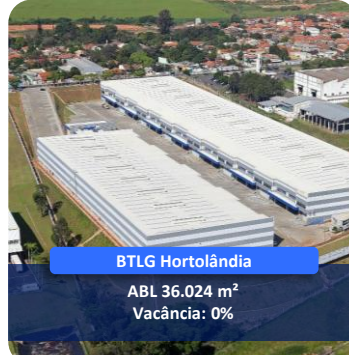 BTLG Hortolândia
ABL 36.024 m²
Vacância: 0%